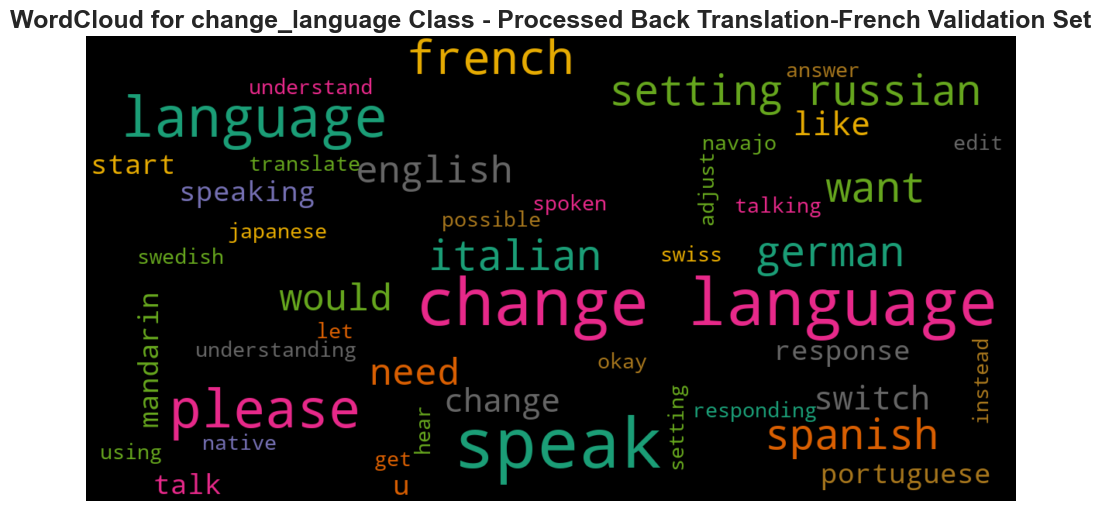 WordCloud for change_language Class - Processed Back Translation-French Validation Set
french
answer
understand
setting russian
language
like
navajo
edit
start
translate
english
adjust
want
speaking
spoken
talking
possible
japanese
swedish
italian
swiss
german
change language
would
mandarin
let
understanding
okay
response
instead
need
please
change
switch
hear
setting
responding
speak
spanish
native
using
get
portuguese
talk
u